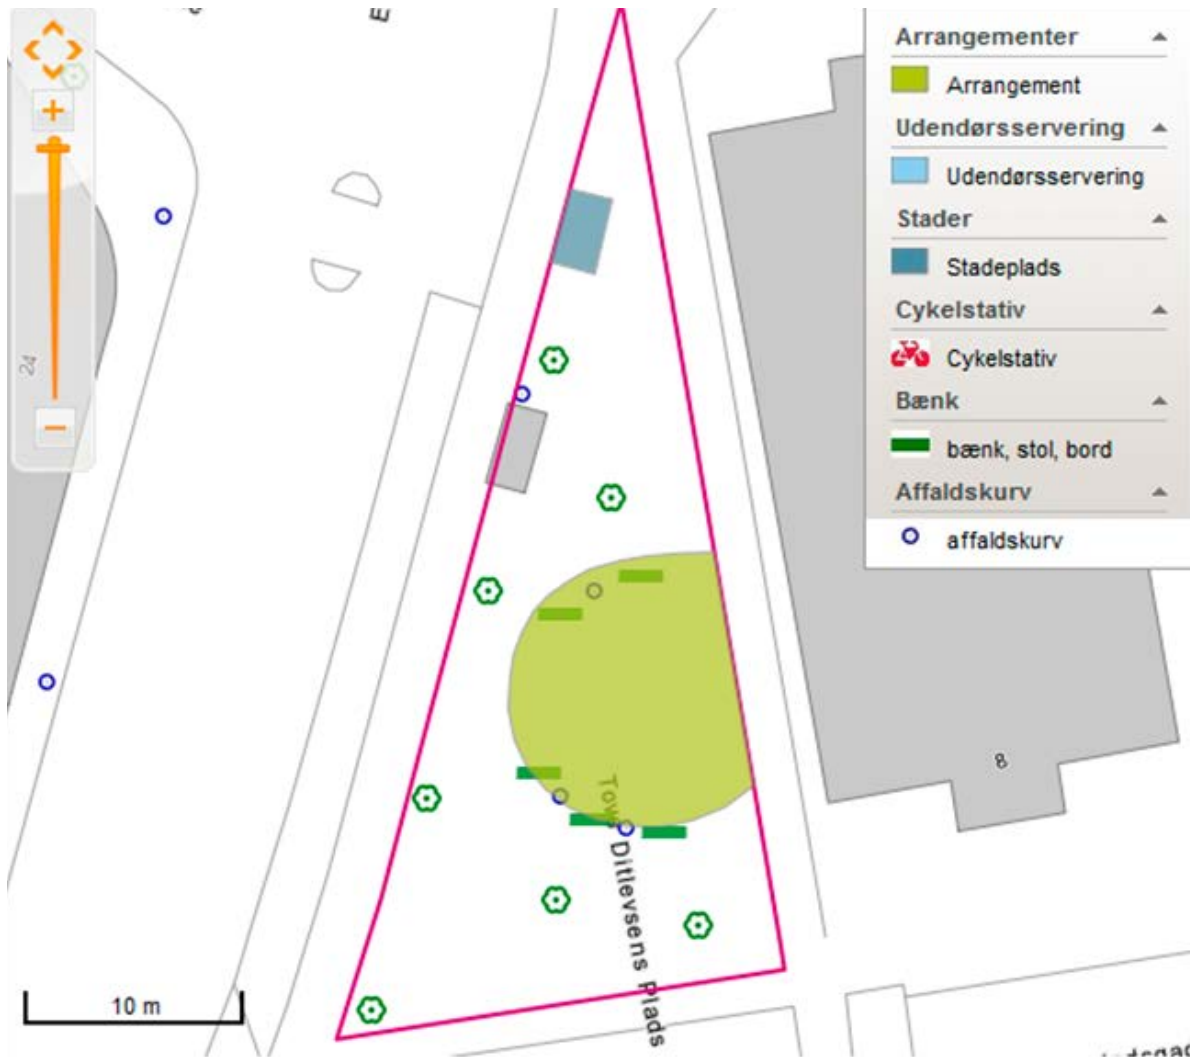 Arrangementer
Arrangement
Udendørsservering
Udendørsservering
Stader
Stadeplads
Cykelstativ
Cykelstativ
Bænk
bænk, stol, bord
Affaldskurv
affaldskurv
24
8
Tove Ditlevsens Plads
10 m